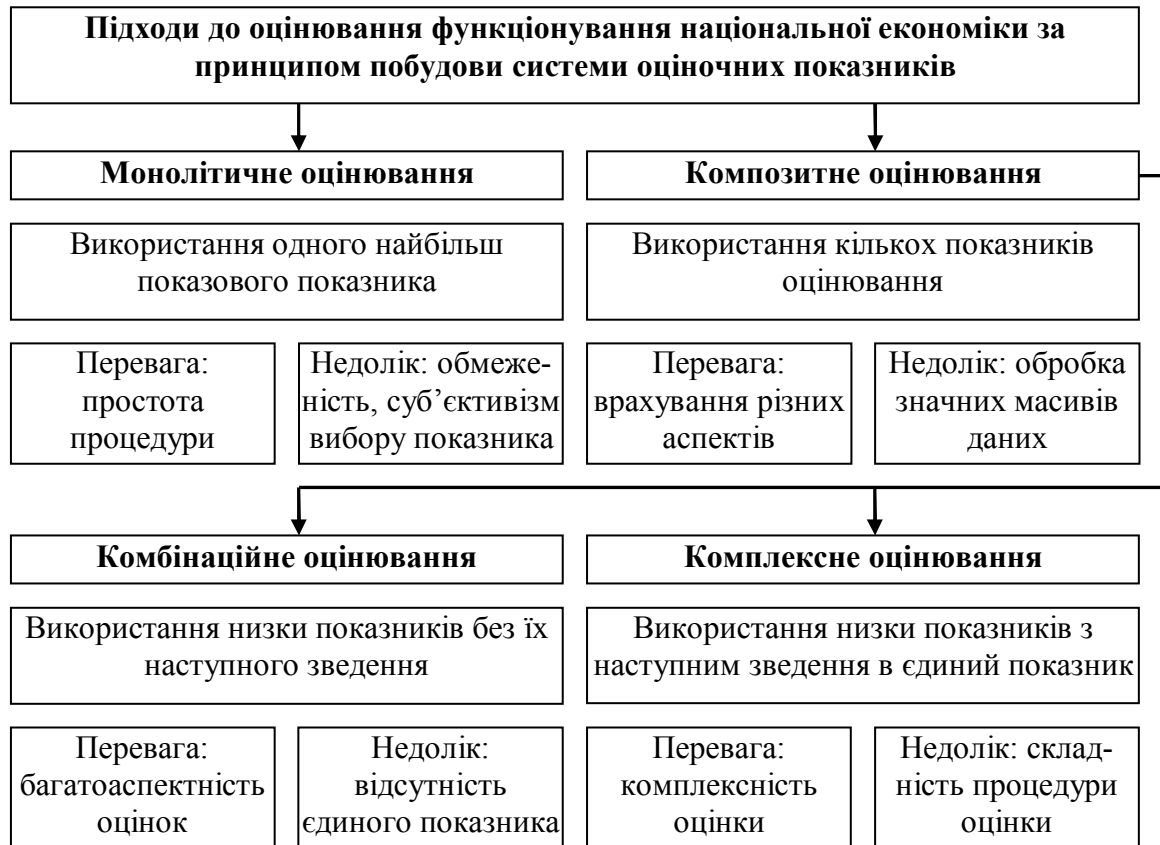 Підходи до оцінювання функціонування національної економіки за
принципом побудови системи оціночних показників
Монолітичне оцінювання
Композитне оцінювання
Використання одного найбільш
показового показника
Використання кількох показників
оцінювання
Перевага:
простота
процедури
Недолік: обмеже-
ність, суб’єктивізм
вибору показника
Перевага:
врахування різних
аспектів
Недолік: обробка
значних масивів
даних
Комбінаційне оцінювання
Комплексне оцінювання
Використання низки показників без їх
наступного зведення
Використання низки показників з
наступним зведення в єдиний показник
Перевага:
багатоаспектність
оцінок
Недолік:
відсутність
єдиного показника
Перевага:
комплексність
оцінки
Недолік: склад-
ність процедури
оцінки